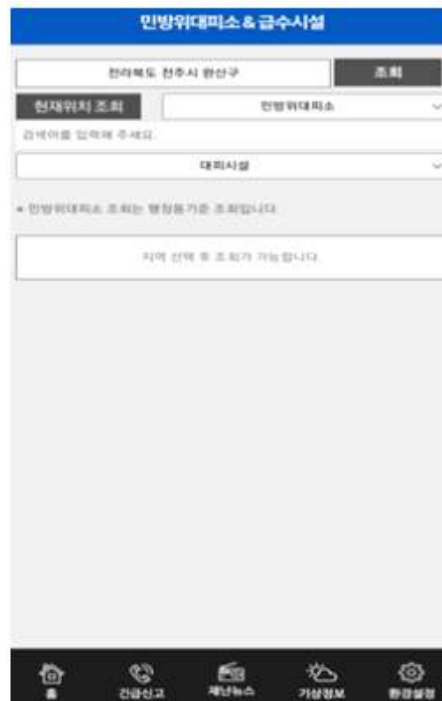 민방위대피소 & 급수시설
전라북도 전주시 완산구 조회
현재위치 조회 민방위대피소
검색어를 입력해 주세요.
대피시설
* 민방위대피소 조회는 행정동기준 조회입니다.
지역 선택 후 조회가 가능합니다.
홈 긴급신고 재난뉴스 기상정보 환경설정